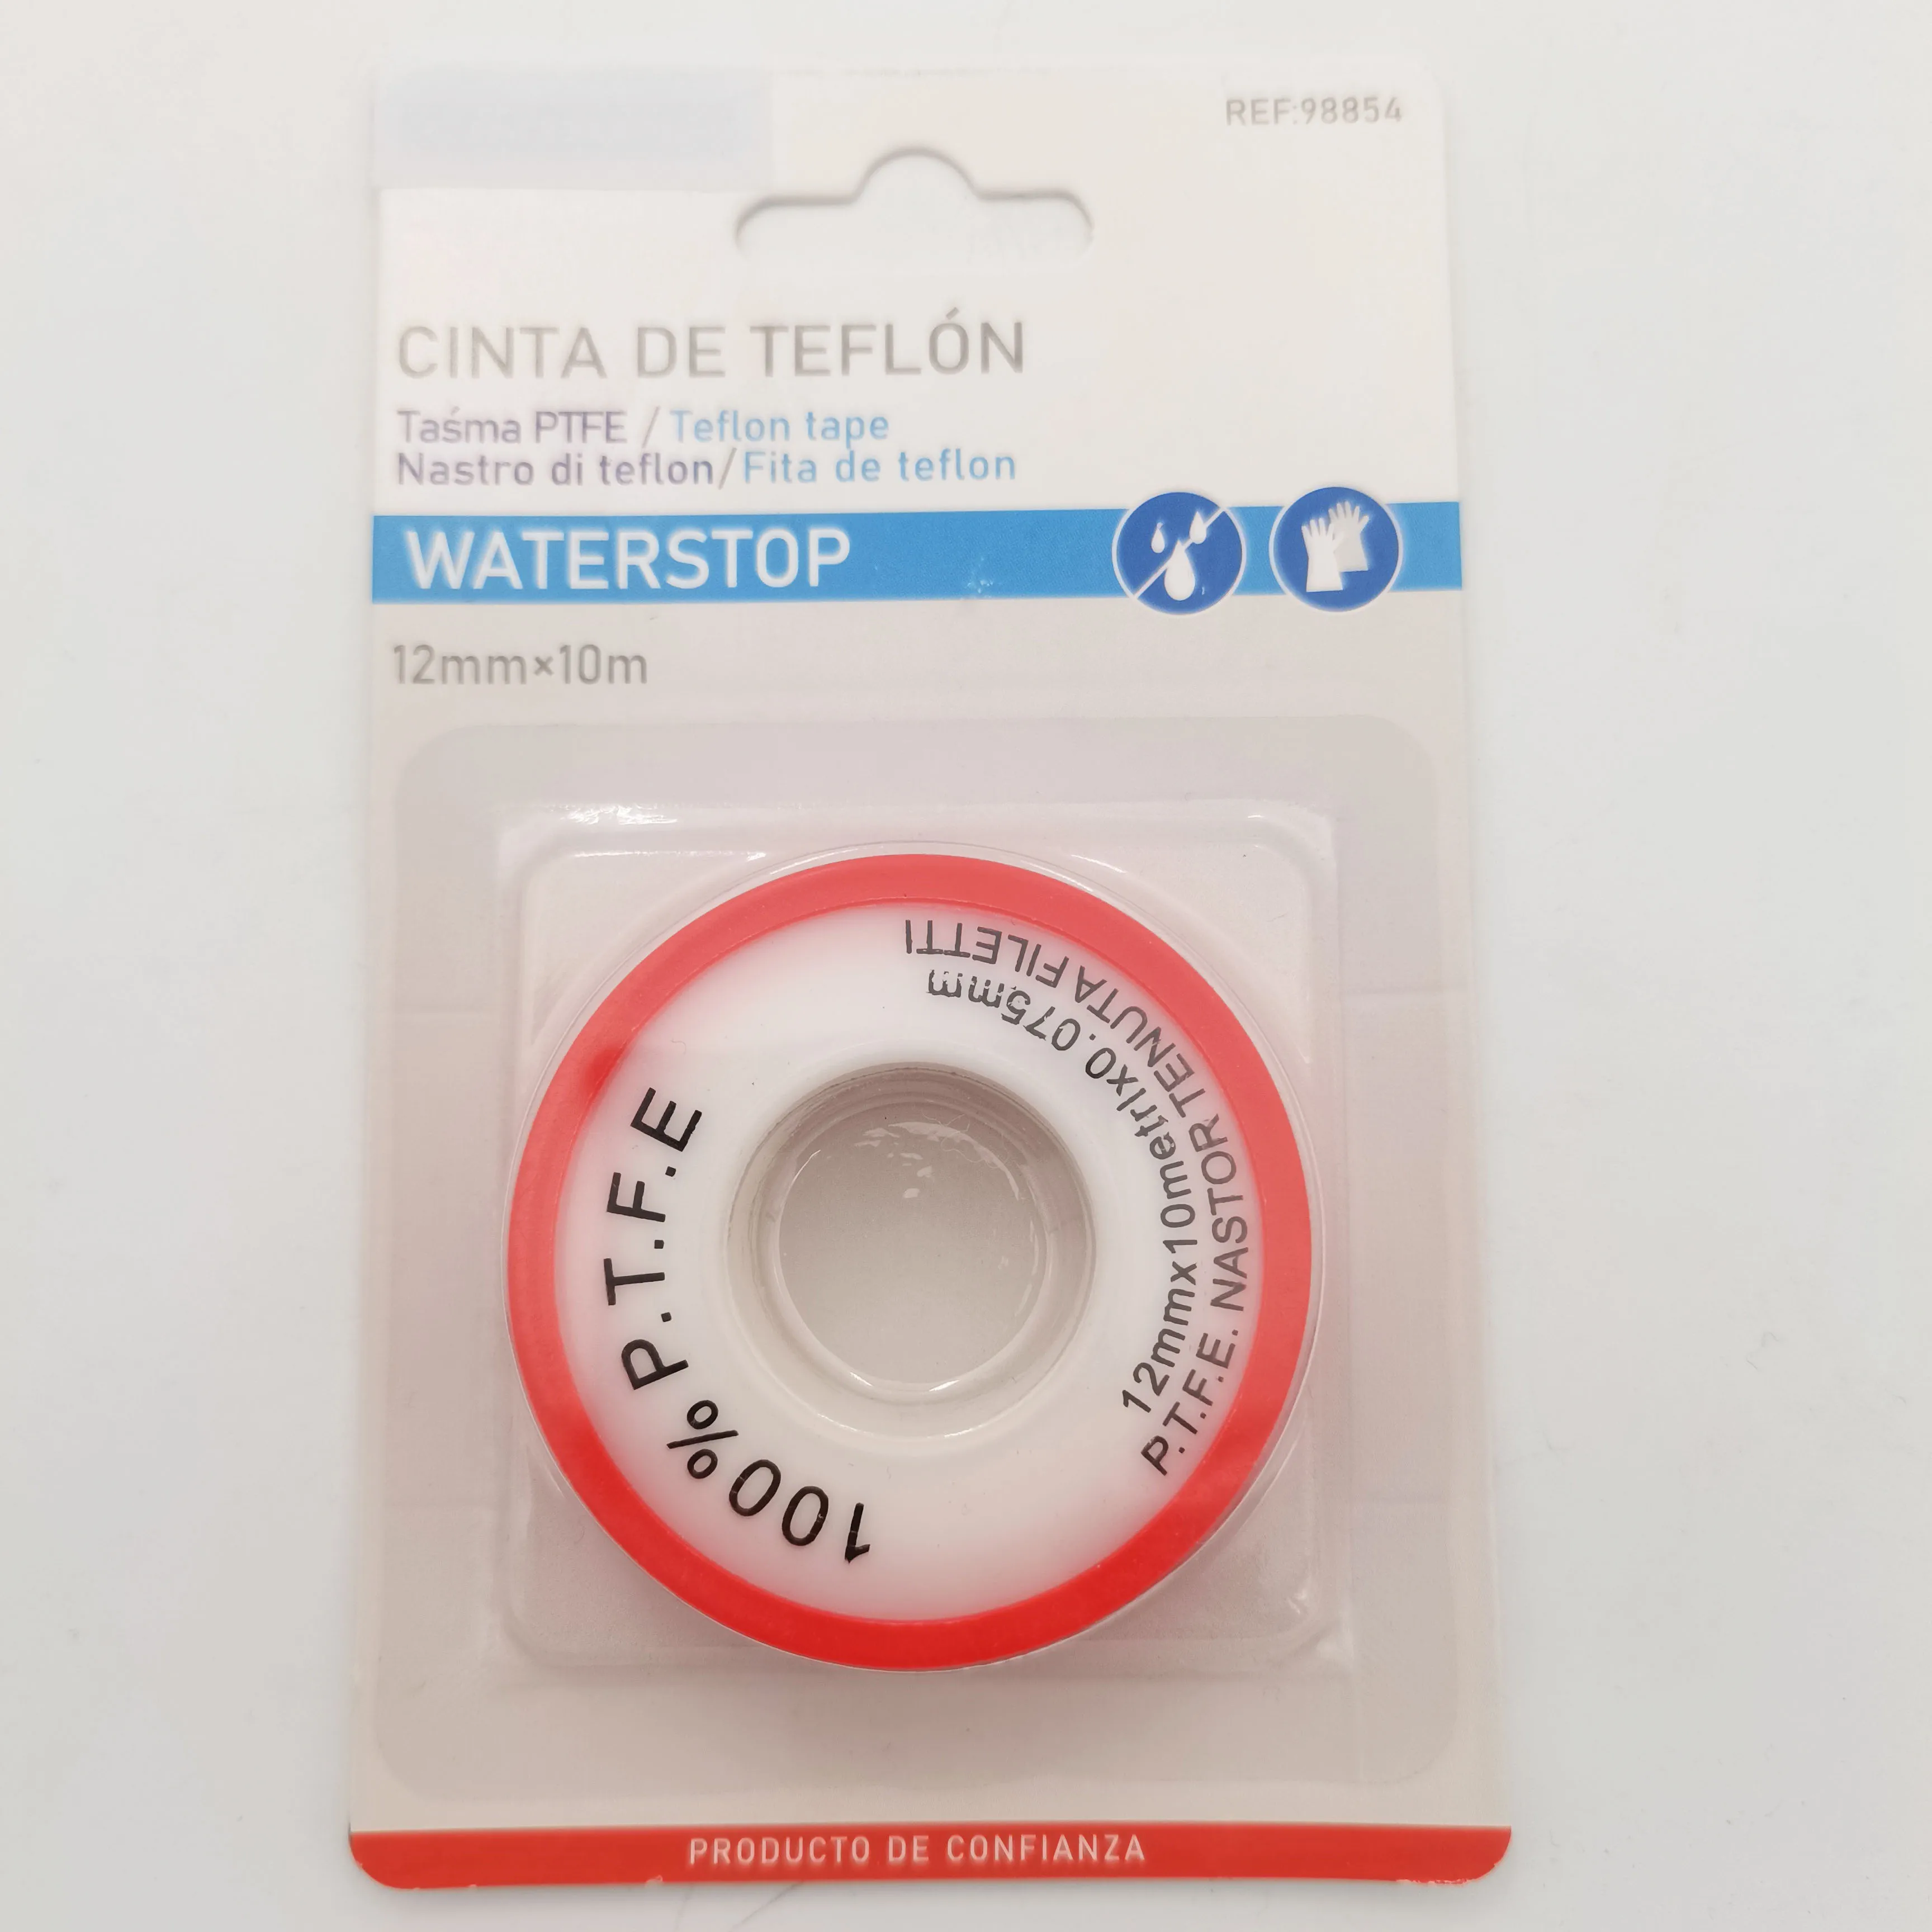 REF:98854
CINTA DE TEFLÓN
Taśma PTFE / Teflon tape
Nastro di teflon/Fita de teflon
WATERSTOP
12mm×10m
100% P.T.F.E
12mmx10metrix0.075mm
P.T.F.E. NASTOR TENUTA FILETTI
PRODUCTO DE CONFIANZA